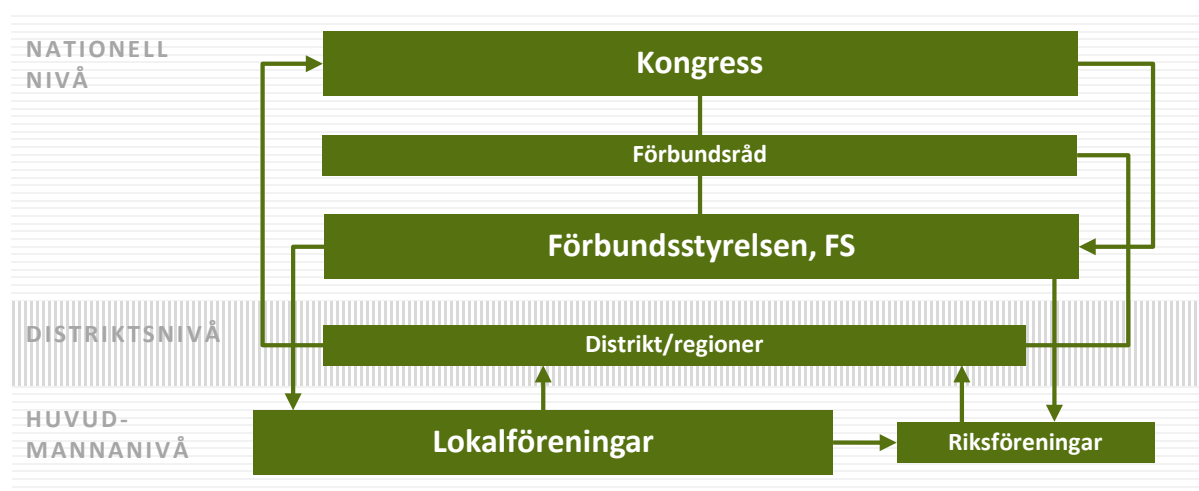 NATIONELL
NIVÅ
Kongress
Förbundsråd
Förbundsstyrelsen, FS
DISTRIKTSNIVÅ
Distrikt/regioner
HUVUD-
MANNANIVÅ
Lokalföreningar
Riksföreningar